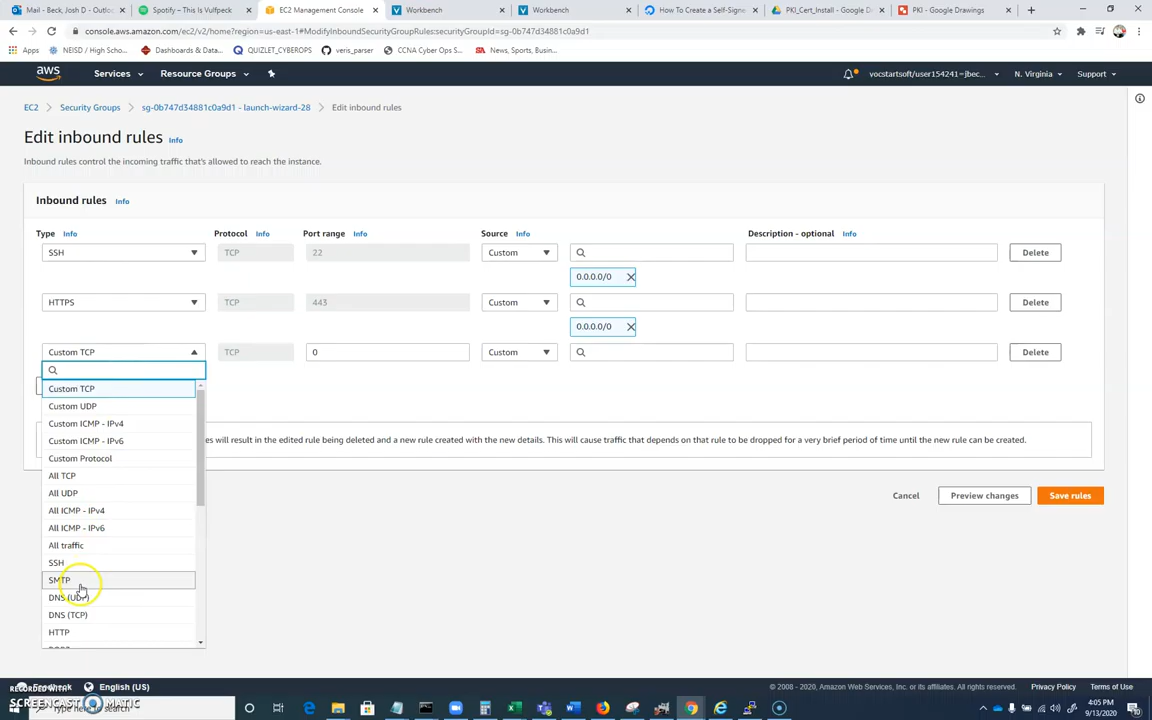 Mail - Beck, Josh D - Outlo
Spotify – This Is Vulfpeck
EC2 Management Console
Workbench
Workbench
How To Create a Self-Signe
PKI_Cert_Install - Google D
PKI - Google Drawings
console.aws.amazon.com/ec2/v2/home?region=us-east-1#ModifyInboundSecurityGroupRules:securityGroupId=sg-0b747d34881c0a9d1
Apps
NEISD / High Schoo...
Dashboards & Data...
QUIZLET_CYBEROPS
veris_parser
CCNA Cyber Ops S...
News, Sports, Busin...
aws
Services
Resource Groups
vocstartsoft/user154241=jbec...
N. Virginia
Support
EC2
Security Groups
sg-0b747d34881c0a9d1 - launch-wizard-28
Edit inbound rules
Edit inbound rules Info
Inbound rules control the incoming traffic that's allowed to reach the instance.
Inbound rules Info
Type Info
Protocol Info
Port range Info
Source Info
Description - optional Info
SSH
TCP
22
Custom
Delete
0.0.0.0/0
HTTPS
TCP
443
Custom
Delete
0.0.0.0/0
Custom TCP
TCP
0
Custom
Delete
Custom TCP
Custom UDP
Custom ICMP - IPv4
Custom ICMP - IPv6
Custom Protocol
All TCP
All UDP
All ICMP - IPv4
All ICMP - IPv6
All traffic
SSH
SMTP
DNS (UDP)
DNS (TCP)
HTTP
es will result in the edited rule being deleted and a new rule created with the new details. This will cause traffic that depends on that rule to be dropped for a very brief period of time until the new rule can be created.
Cancel
Preview changes
Save rules
Feedback
English (US)
© 2008 - 2020, Amazon Web Services, Inc. or its affiliates. All rights reserved.
Privacy Policy
Terms of Use
RECORDED WITH
SCREENCAST MATIC
Type here to search
4:05 PM
9/13/2020